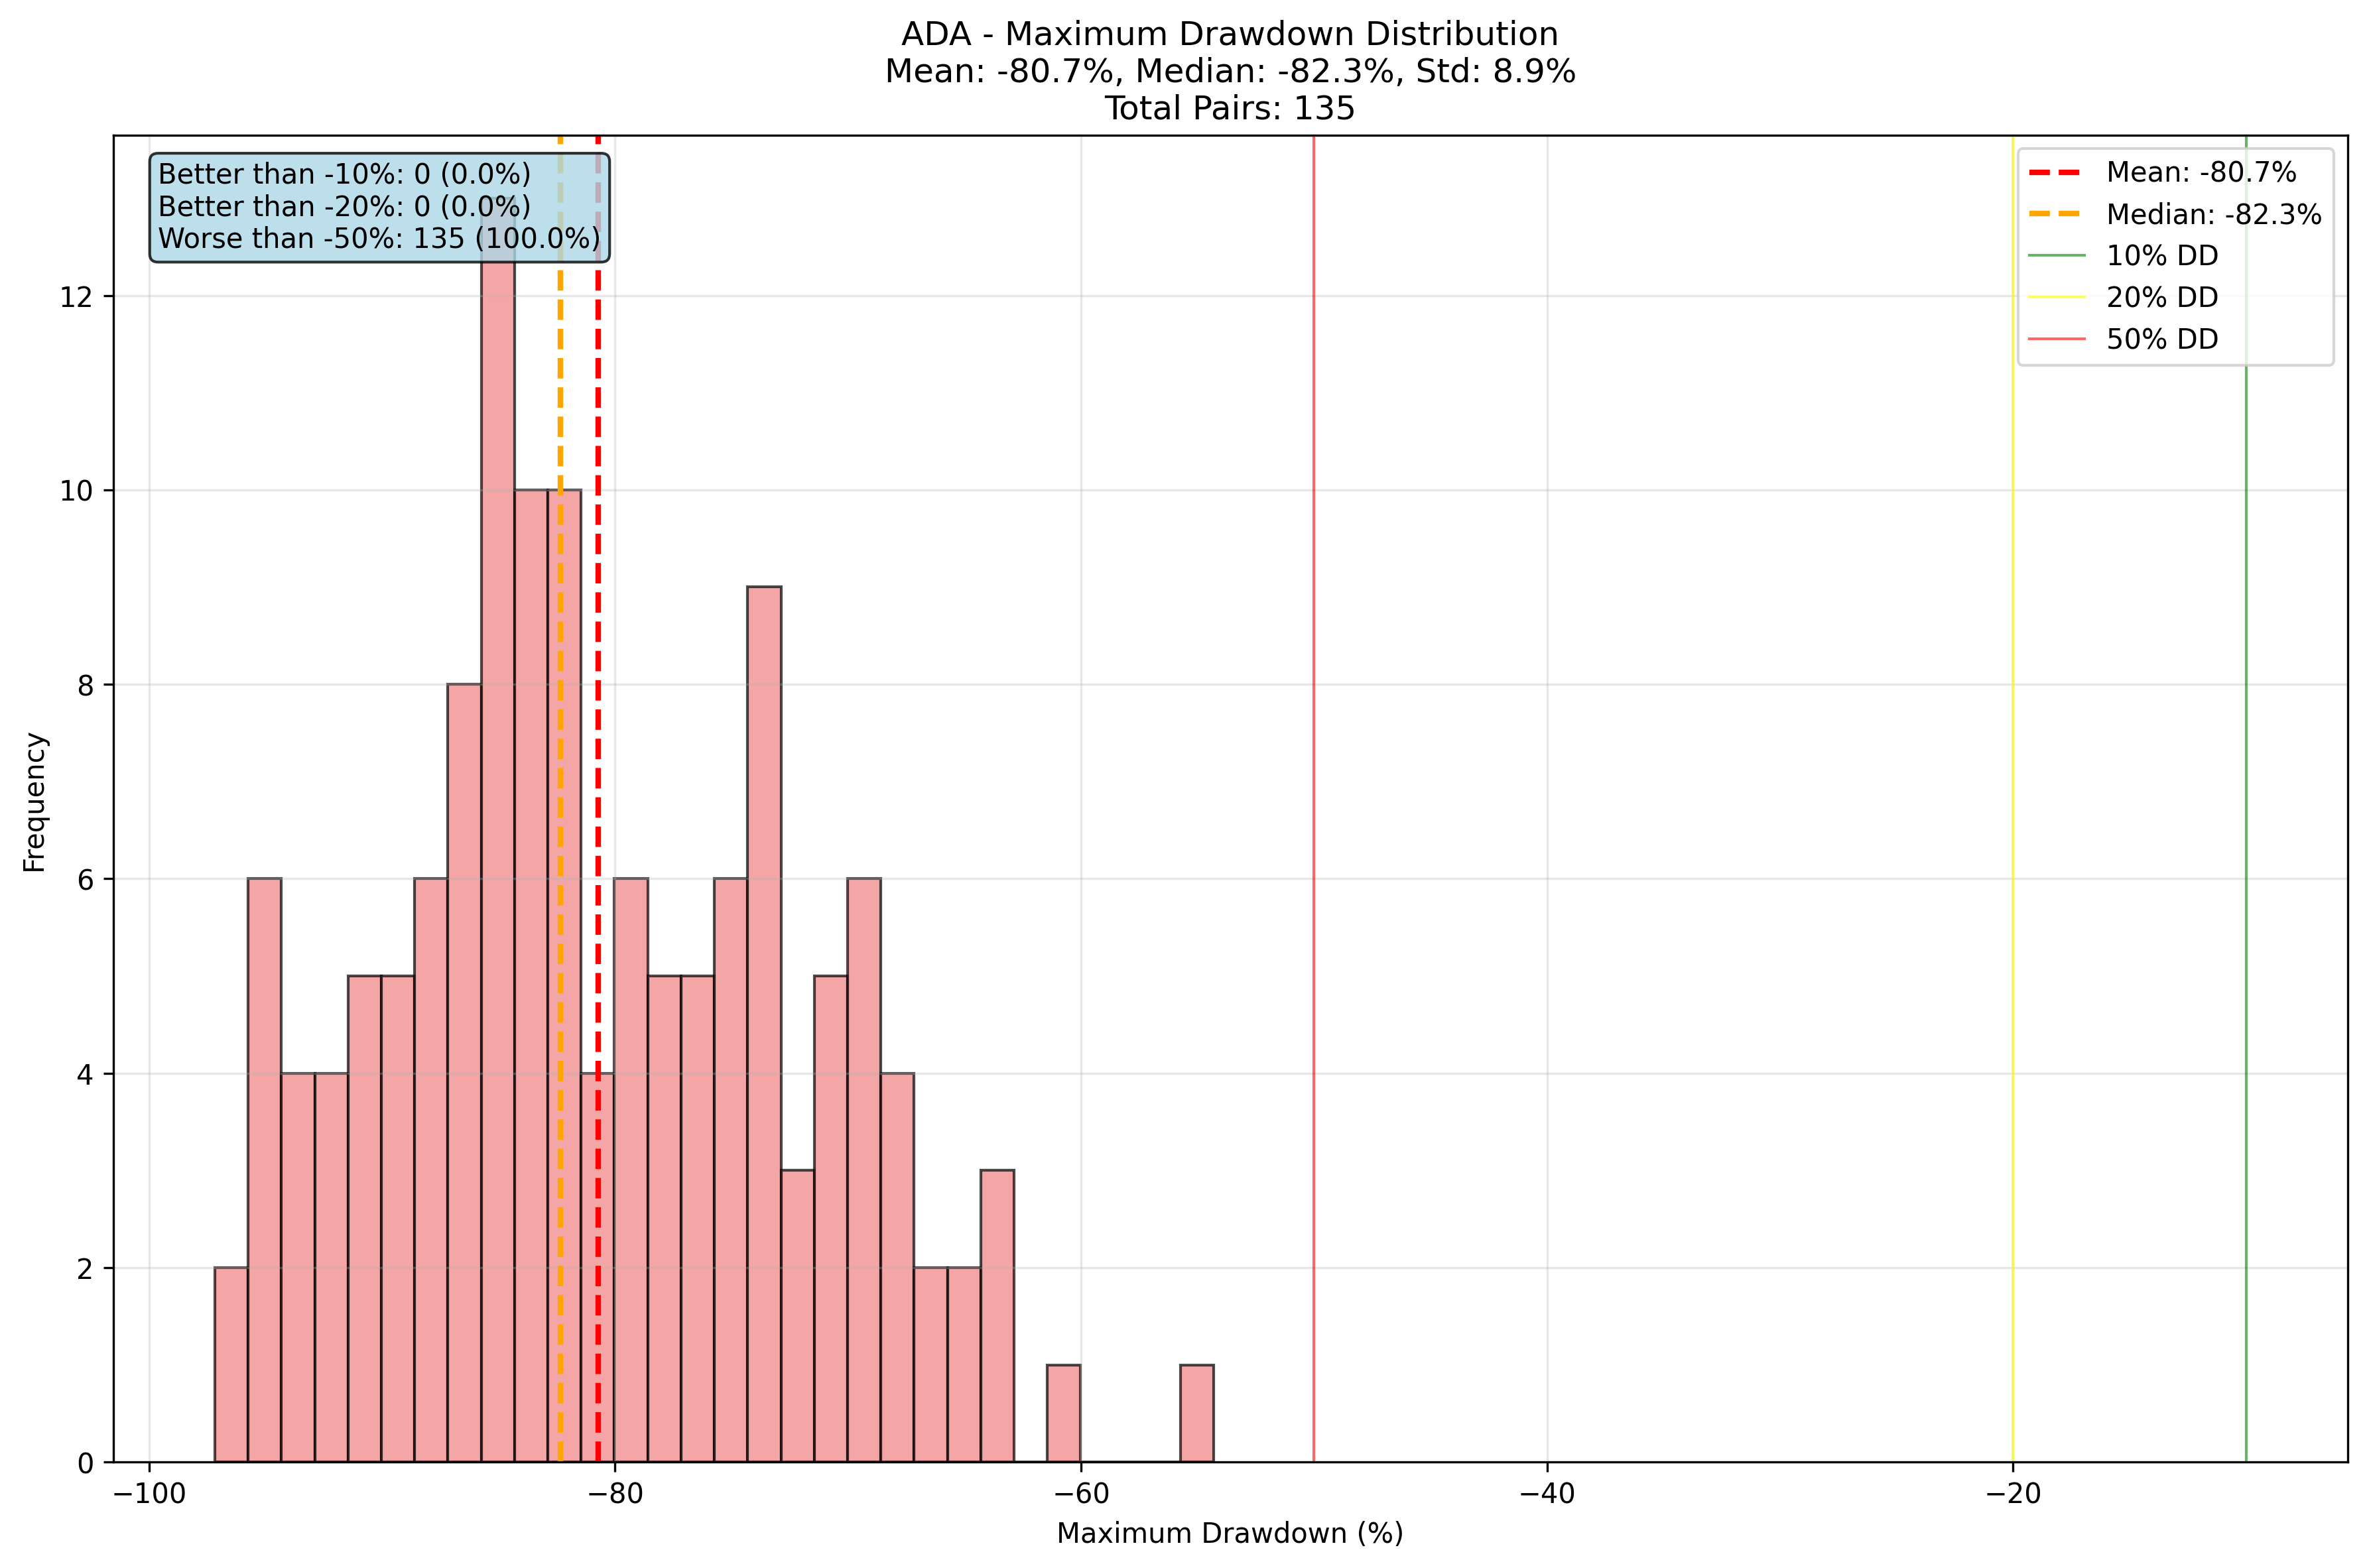 ADA - Maximum Drawdown Distribution
Mean: -80.7%, Median: -82.3%, Std: 8.9%
Total Pairs: 135
Better than -10%: 0 (0.0%)
Better than -20%: 0 (0.0%)
Worse than -50%: 135 (100.0%)
Mean: -80.7%
Median: -82.3%
10% DD
20% DD
50% DD
12
10
8
6
4
2
0
Frequency
−100
−80
−60
−40
−20
Maximum Drawdown (%)